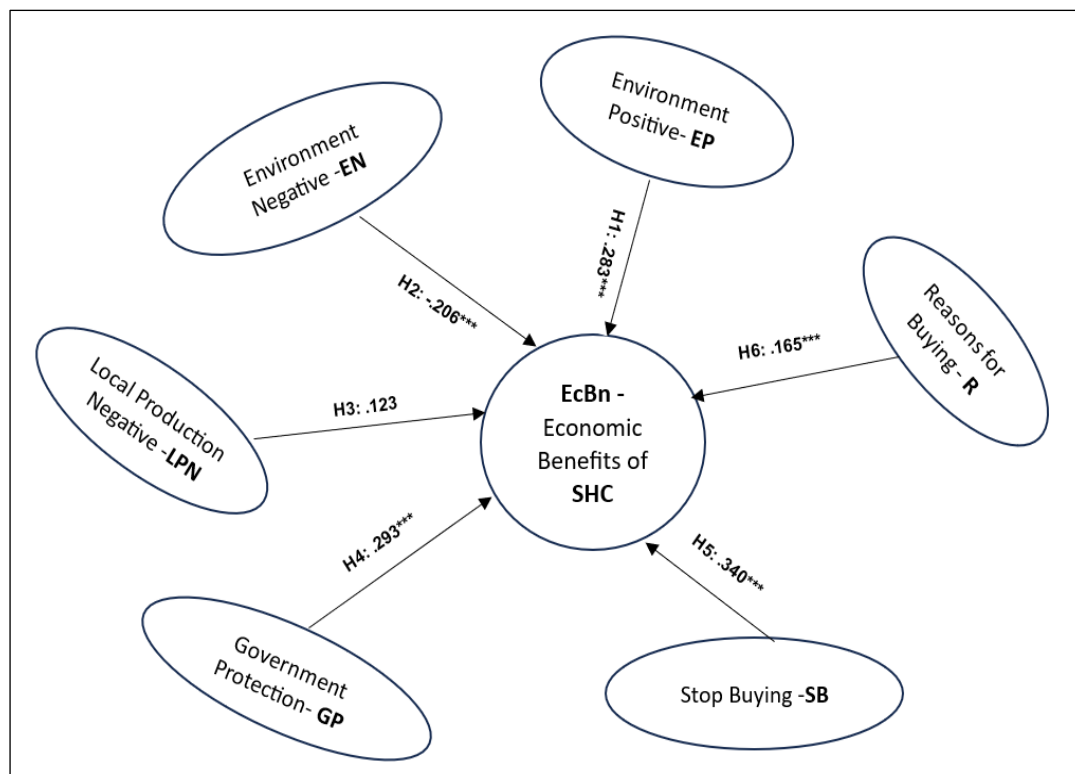 Environment
Positive- EP
Environment
Negative -EN
H1: .283***
H2: -.206***
Reasons for
Buying - R
H6: .165***
Local Production
Negative -LPN
H3: .123
EcBn -
Economic
Benefits of
SHC
H4: .293***
H5: .340***
Government
Protection- GP
Stop Buying -SB